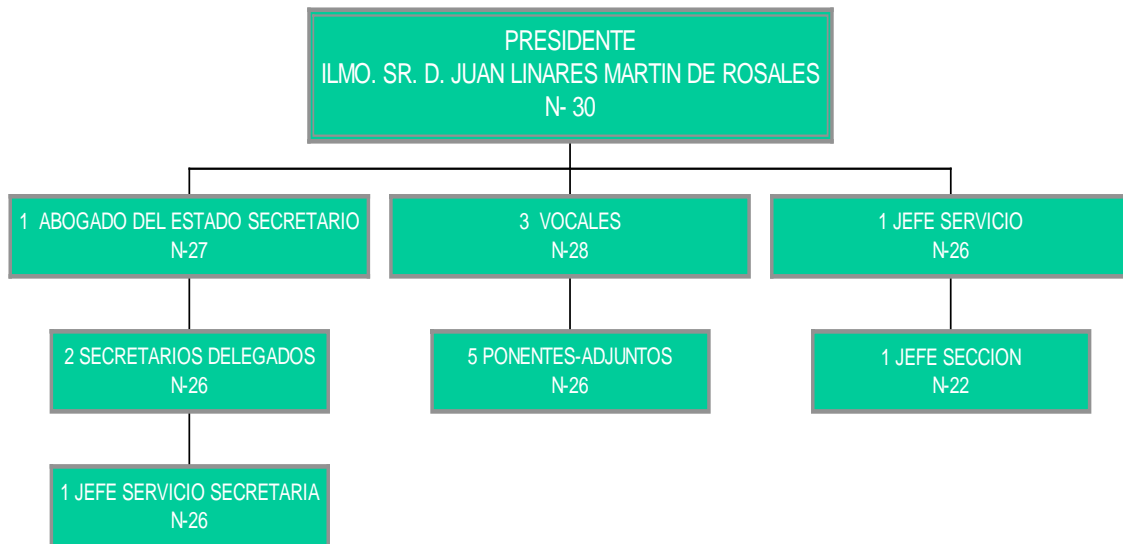 PRESIDENTE
ILMO. SR. D. JUAN LINARES MARTIN DE ROSALES
N- 30
1 ABOGADO DEL ESTADO SECRETARIO
N-27
3 VOCALES
N-28
1 JEFE SERVICIO
N-26
2 SECRETARIOS DELEGADOS
N-26
5 PONENTES-ADJUNTOS
N-26
1 JEFE SECCION
N-22
1 JEFE SERVICIO SECRETARIA
N-26